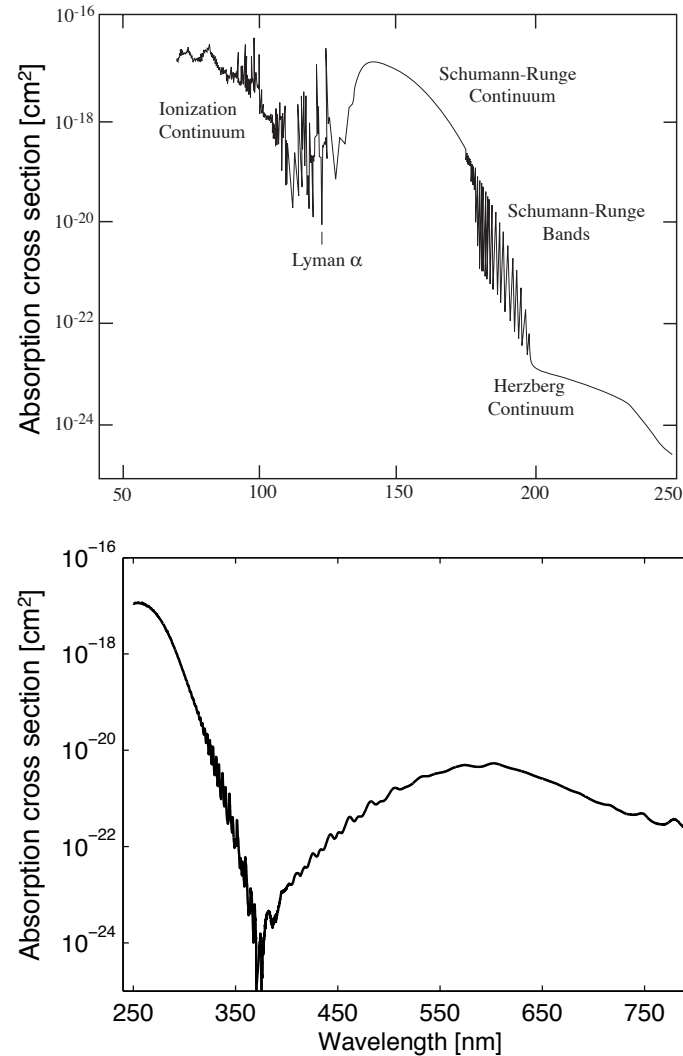 10-16
Schumann-Runge
Continuum
Ionization
Continuum
10-18
10-20
Schumann-Runge
Bands
Lyman α
10-22
Herzberg
Continuum
10-24
Absorption cross section [cm2]
50 100 150 200 250
10−16
10−18
10−20
10−22
10−24
Absorption cross section [cm2]
250 350 450 550 650 750
Wavelength [nm]